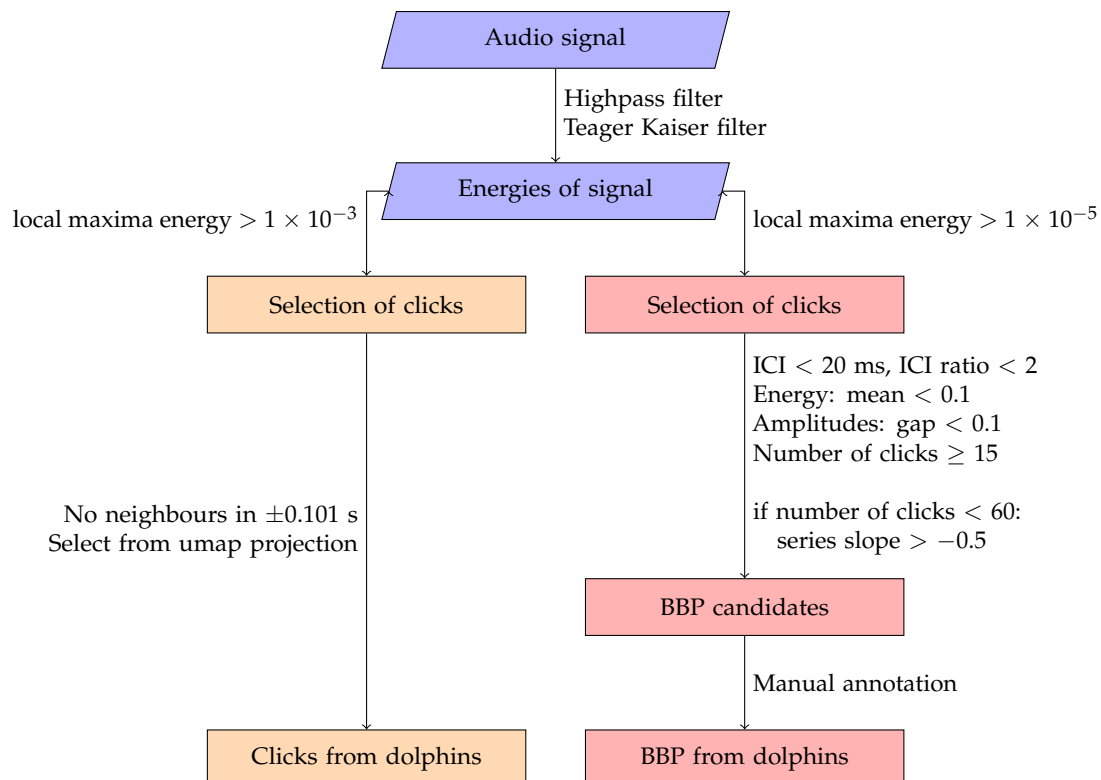 Audio signal
Highpass filter
Teager Kaiser filter
Energies of signal
local maxima energy > 1 × 10⁻³
local maxima energy > 1 × 10⁻⁵
Selection of clicks
Selection of clicks
ICI < 20 ms, ICI ratio < 2
Energy: mean < 0.1
Amplitudes: gap < 0.1
Number of clicks ≥ 15
No neighbours in ±0.101 s
Select from umap projection
if number of clicks < 60:
series slope > −0.5
BBP candidates
Manual annotation
Clicks from dolphins
BBP from dolphins